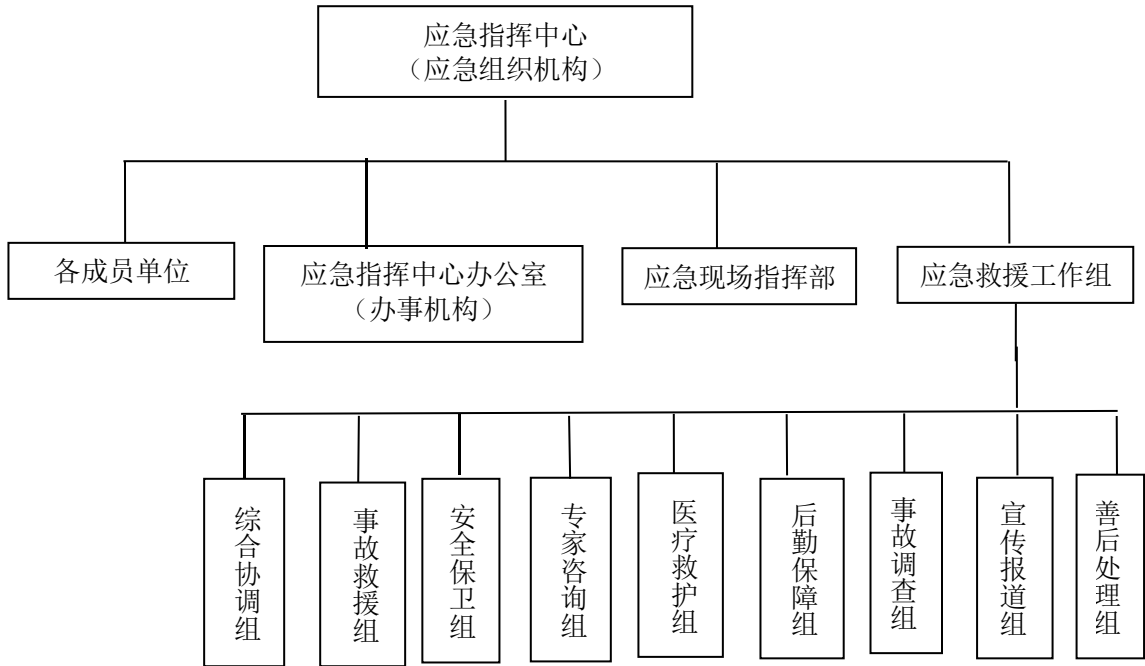 应急指挥中心
（应急组织机构）
各成员单位
应急指挥中心办公室
（办事机构）
应急现场指挥部
应急救援工作组
综合协调组
事故救援组
安全保卫组
专家咨询组
医疗救护组
后勤保障组
事故调查组
宣传报道组
善后处理组